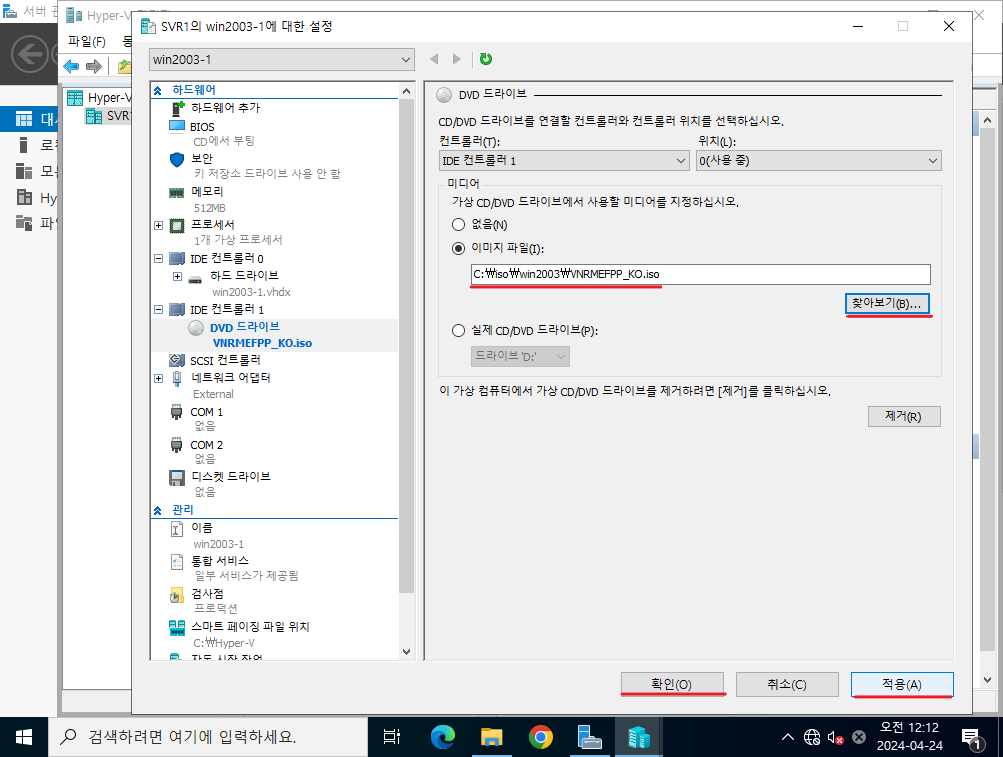 서버 관
Hyper-V
SVR1의 win2003-1에 대한 설정
파일(F)
동
Hyper-V
SVR1
대시
로
모
Hy
파일
win2003-1
하드웨어
하드웨어 추가
BIOS
CD에서 부팅
보안
키 저장소 드라이브 사용 안 함
메모리
512MB
프로세서
1개 가상 프로세서
IDE 컨트롤러 0
하드 드라이브
win2003-1.vhdx
IDE 컨트롤러 1
DVD 드라이브
VNRMEFPP_KO.iso
SCSI 컨트롤러
네트워크 어댑터
External
COM 1
없음
COM 2
없음
디스켓 드라이브
없음
관리
이름
win2003-1
통합 서비스
일부 서비스가 제공됨
검사점
프로덕션
스마트 페이징 파일 위치
C:₩Hyper-V
자동 시작 작업
DVD 드라이브
CD/DVD 드라이브를 연결할 컨트롤러와 컨트롤러 위치를 선택하십시오.
컨트롤러(T): 위치(L):
IDE 컨트롤러 1 0(사용 중)
미디어
가상 CD/DVD 드라이브에서 사용할 미디어를 지정하십시오.
없음(N)
이미지 파일(I):
C:₩iso₩win2003₩VNRMEFPP_KO.iso
찾아보기(B)...
실제 CD/DVD 드라이브(P):
드라이브 'D:'
이 가상 컴퓨터에서 가상 CD/DVD 드라이브를 제거하려면 [제거]를 클릭하십시오.
제거(R)
확인(O) 취소(C) 적용(A)
검색하려면 여기에 입력하세요.
오전 12:12
2024-04-24
1